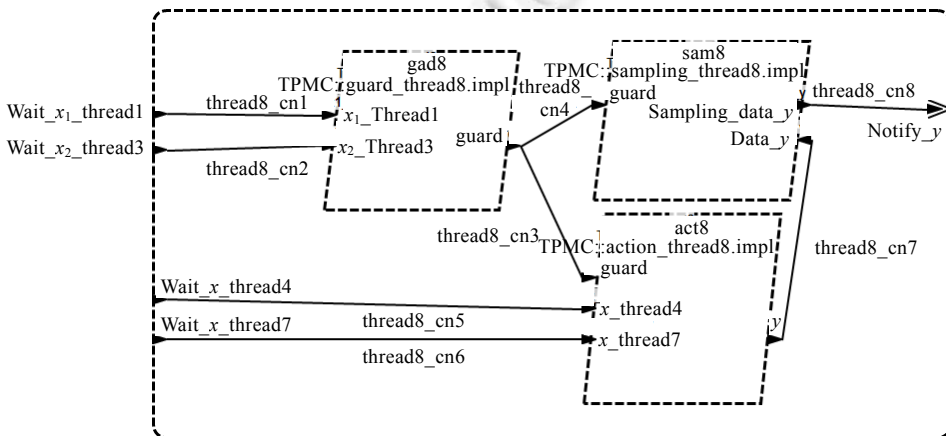 gad8
TPMC::guard_thread8.impl
sam8
TPMC::sampling_thread8.impl
Wait_x₁_thread1
thread8_cn1
x₁_Thread1
thread8_
cn4
guard
Sampling_data_y
y
thread8_cn8
Notify_y
Wait_x₂_thread3
thread8_cn2
x₂_Thread3
guard
Data_y
thread8_cn3
act8
TPMC::action_thread8.impl
guard
thread8_cn7
Wait_x_thread4
thread8_cn5
x_thread4
Wait_x_thread7
thread8_cn6
x_thread7
y